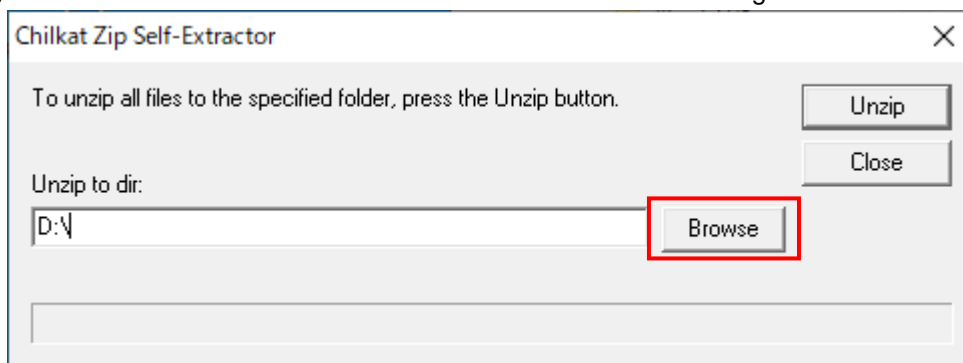 Chilkat Zip Self-Extractor
To unzip all files to the specified folder, press the Unzip button.
Unzip
Close
Unzip to dir:
D:\
Browse